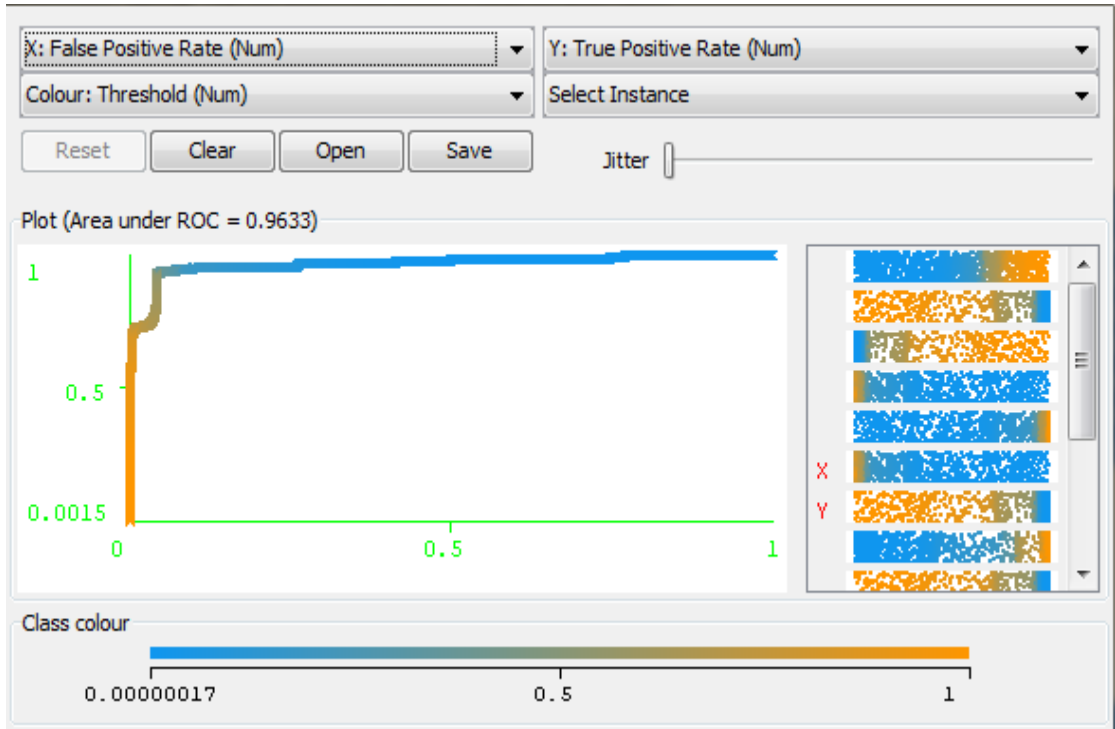 X: False Positive Rate (Num)
Y: True Positive Rate (Num)
Colour: Threshold (Num)
Select Instance
Reset
Clear
Open
Save
Jitter
Plot (Area under ROC = 0.9633)
1
0.5
0.0015
0
0.5
1
X
Y
Class colour
0.00000017
0.5
1